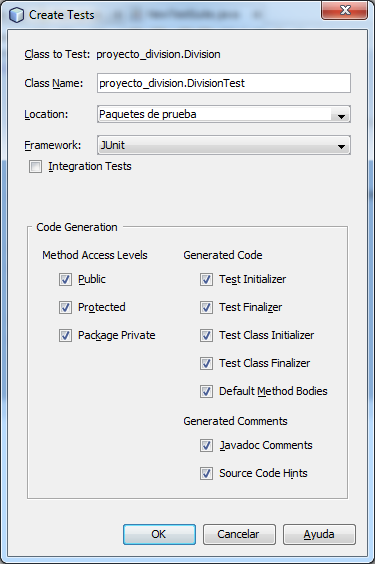 Create Tests
Class to Test: proyecto_division.Division
Class Name: proyecto_division.DivisionTest
Location: Paquetes de prueba
Framework: JUnit
Integration Tests
Code Generation
Method Access Levels
Public
Protected
Package Private
Generated Code
Test Initializer
Test Finalizer
Test Class Initializer
Test Class Finalizer
Default Method Bodies
Generated Comments
Javadoc Comments
Source Code Hints
OK Cancelar Ayuda